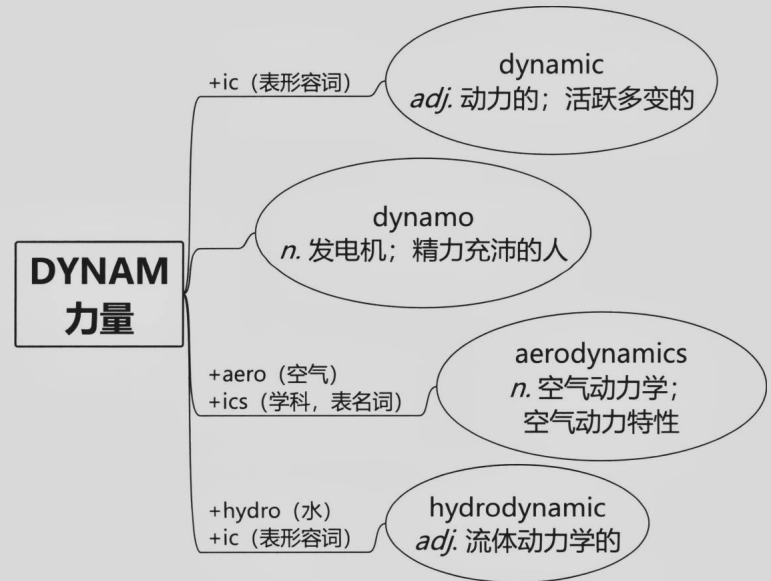 +ic（表形容词）
dynamic
adj. 动力的；活跃多变的
dynamo
n. 发电机；精力充沛的人
DYNAM
力量
+aero（空气）
+ics（学科，表名词）
aerodynamics
n. 空气动力学；
空气动力特性
+hydro（水）
+ic（表形容词）
hydrodynamic
adj. 流体动力学的